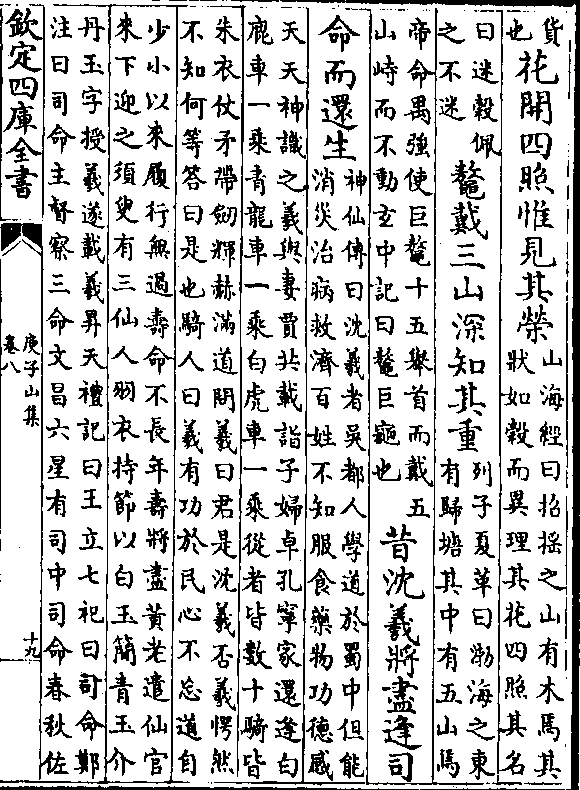 貨
也
花開四照惟見其榮
山海經曰招摇之山有木焉其
狀如榖而異理其花四照其名
曰迷榖佩
之不迷
鼇戴三山深知其重
列子夏革曰渤海之東
有歸塘其中有五山焉
帝命禺強使巨鼇十五舉首而戴五
山峙而不動玄中記曰鼇巨龜也
昔沈羲將盡逢司
命而還生
神仙傳曰沈羲者吳都人學道於蜀中但能
消災治病救濟百姓不知服食藥物功德感
天天神識之羲與妻賈共載詣子婦卓孔寧家還逢白
鹿車一乘青龍車一乘白虎車一乘從者皆數十騎皆
朱衣仗矛帶劒輝赫滿道問羲曰君是沈羲否羲愕然
不知何等答曰是也騎人曰羲有功於民心不忘道自
少小以來履行無過壽命不長年壽將盡黃老遣仙官
來下迎之須臾有三仙人羽衣持節以白玉簡青玉介
丹玉字授羲遂載羲昇天禮記曰王立七祀曰司命鄭
注曰司命主督察三命文昌六星有司中司命春秋佐
欽定四庫全書
庾子山集
卷八
十九